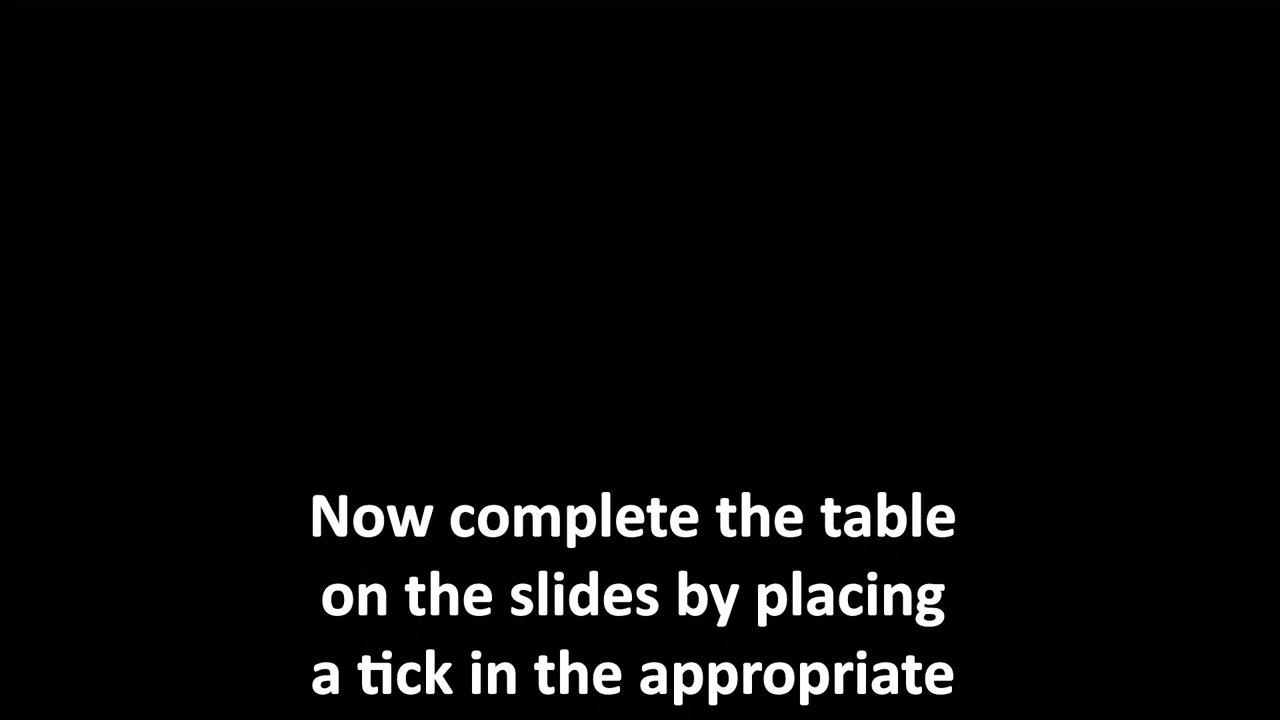 Now complete the table
on the slides by placing
a tick in the appropriate